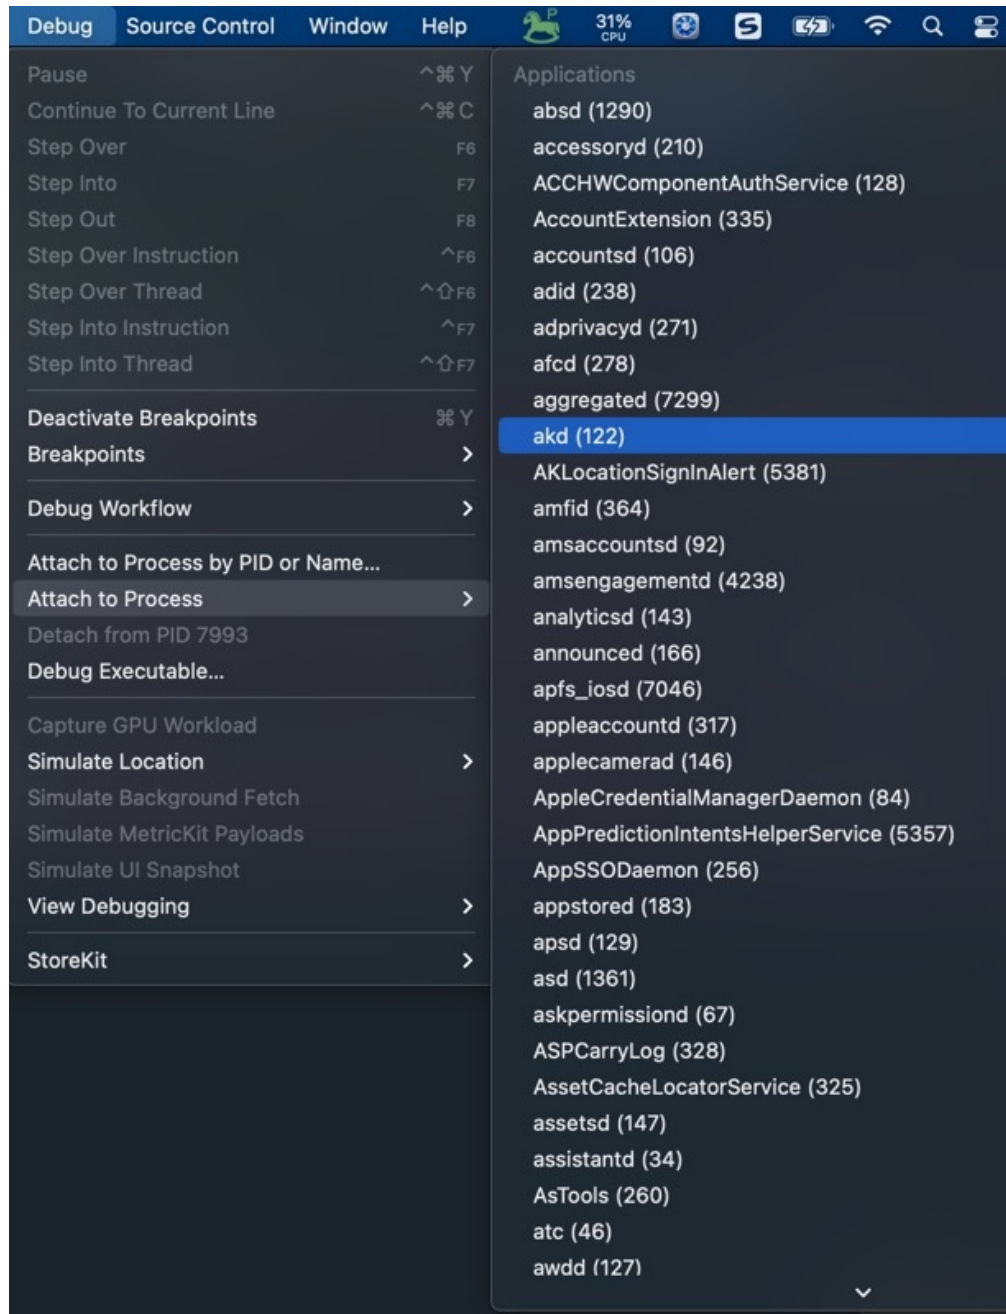 Debug Source Control Window Help P 31% CPU S
Pause ^⌘Y
Continue To Current Line ^⌘C
Step Over F6
Step Into F7
Step Out F8
Step Over Instruction ^F6
Step Over Thread ^⇧F6
Step Into Instruction ^F7
Step Into Thread ^⇧F7
Deactivate Breakpoints ⌘Y
Breakpoints >
Debug Workflow >
Attach to Process by PID or Name...
Attach to Process >
Detach from PID 7993
Debug Executable...
Capture GPU Workload
Simulate Location >
Simulate Background Fetch
Simulate MetricKit Payloads
Simulate UI Snapshot
View Debugging >
StoreKit >
Applications
absd (1290)
accessoryd (210)
ACCHWComponentAuthService (128)
AccountExtension (335)
accountsd (106)
adid (238)
adprivacyd (271)
afcd (278)
aggregated (7299)
akd (122)
AKLocationSignInAlert (5381)
amfid (364)
amsaccountsd (92)
amsengagementd (4238)
analyticsd (143)
announced (166)
apfs_iosd (7046)
appleaccountd (317)
applecamerad (146)
AppleCredentialManagerDaemon (84)
AppPredictionIntentsHelperService (5357)
AppSSODaemon (256)
appstored (183)
apsd (129)
asd (1361)
askpermissiond (67)
ASPCarryLog (328)
AssetCacheLocatorService (325)
assetsd (147)
assistantd (34)
AsTools (260)
atc (46)
awdd (127)